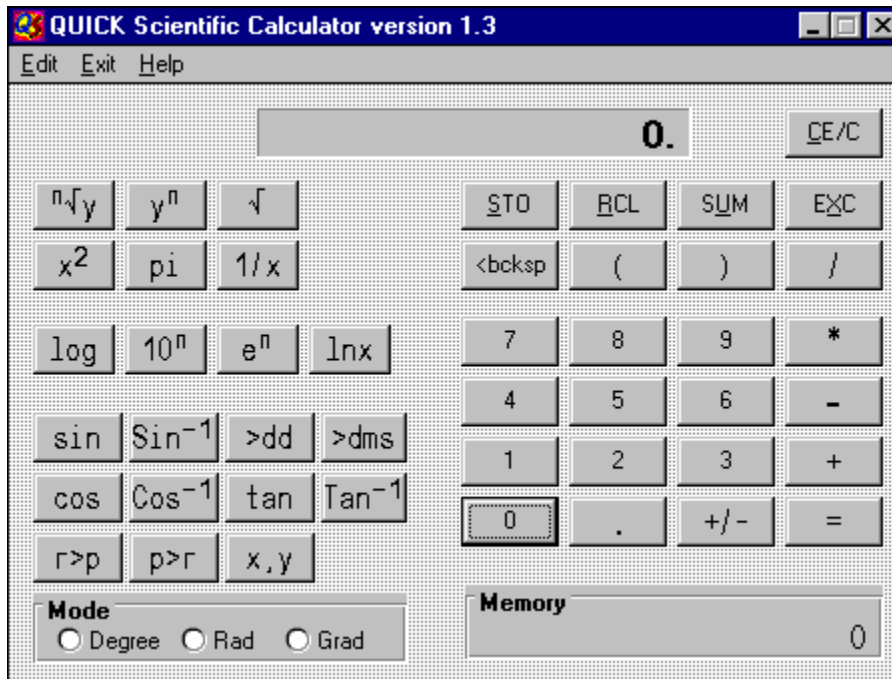 QUICK Scientific Calculator version 1.3
Edit Exit Help
0. CE/C
ⁿ√y yⁿ √ STO RCL SUM EXC
x² pi 1/x <bcksp ( ) /
log 10ⁿ eⁿ lnx 7 8 9 *
4 5 6 -
sin Sin⁻¹ >dd >dms 1 2 3 +
cos Cos⁻¹ tan Tan⁻¹ 0 . +/- =
r>p p>r x,y
Mode
Degree Rad Grad
Memory
0